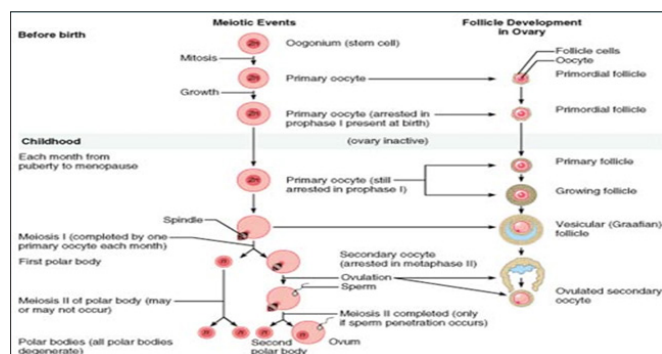 Meiotic Events
Follicle Development
in Ovary
Before birth
Oogonium (stem cell)
Mitosis
Follicle cells
Oocyte
Primary oocyte
Primordial follicle
Growth
Primary oocyte (arrested in
prophase I present at birth)
Primordial follicle
Childhood
(ovary inactive)
Each month from
puberty to menopause
Primary oocyte (still
arrested in prophase I)
Primary follicle
Growing follicle
Spindle
Meiosis I (completed by one
primary oocyte each month)
Vesicular (Graafian)
follicle
First polar body
Secondary oocyte
(arrested in metaphase II)
Ovulation
Sperm
Meiosis II of polar body (may
or may not occur)
Ovulated secondary
oocyte
Meiosis II completed (only
if sperm penetration occurs)
Polar bodies (all polar bodies
degenerate)
Second
polar body
Ovum